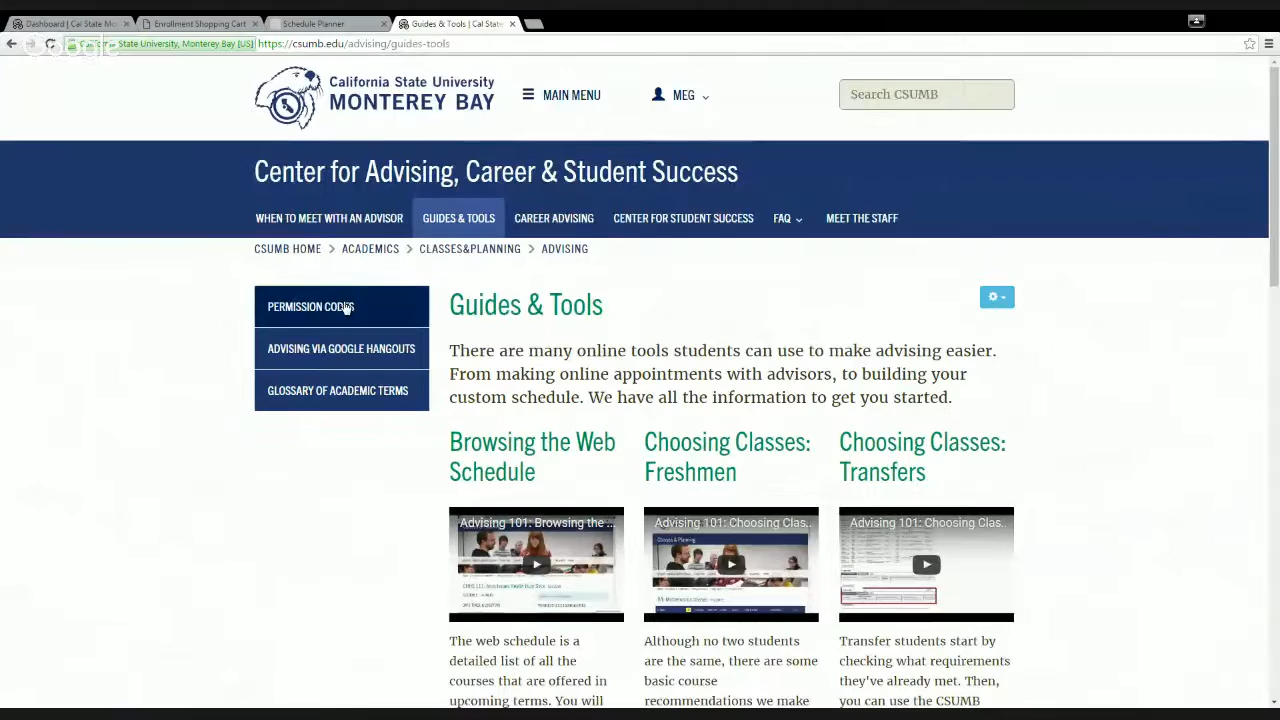 Dashboard | Cal State Mo
Enrollment Shopping Cart
Schedule Planner
Guides & Tools | Cal State
Google
California State University, Monterey Bay [US] https://csumb.edu/advising/guides-tools
California State University
MONTEREY BAY
MAIN MENU
MEG
Search CSUMB
Center for Advising, Career & Student Success
WHEN TO MEET WITH AN ADVISOR
GUIDES & TOOLS
CAREER ADVISING
CENTER FOR STUDENT SUCCESS
FAQ
MEET THE STAFF
CSUMB HOME > ACADEMICS > CLASSES&PLANNING > ADVISING
PERMISSION CODES
ADVISING VIA GOOGLE HANGOUTS
GLOSSARY OF ACADEMIC TERMS
Guides & Tools
There are many online tools students can use to make advising easier.
From making online appointments with advisors, to building your
custom schedule. We have all the information to get you started.
Browsing the Web
Schedule
Advising 101: Browsing the ...
The web schedule is a
detailed list of all the
courses that are offered in
upcoming terms. You will
Choosing Classes:
Freshmen
Advising 101: Choosing Clas...
Although no two students
are the same, there are some
basic course
recommendations we make
Choosing Classes:
Transfers
Advising 101: Choosing Clas...
Transfer students start by
checking what requirements
they've already met. Then,
you can use the CSUMB